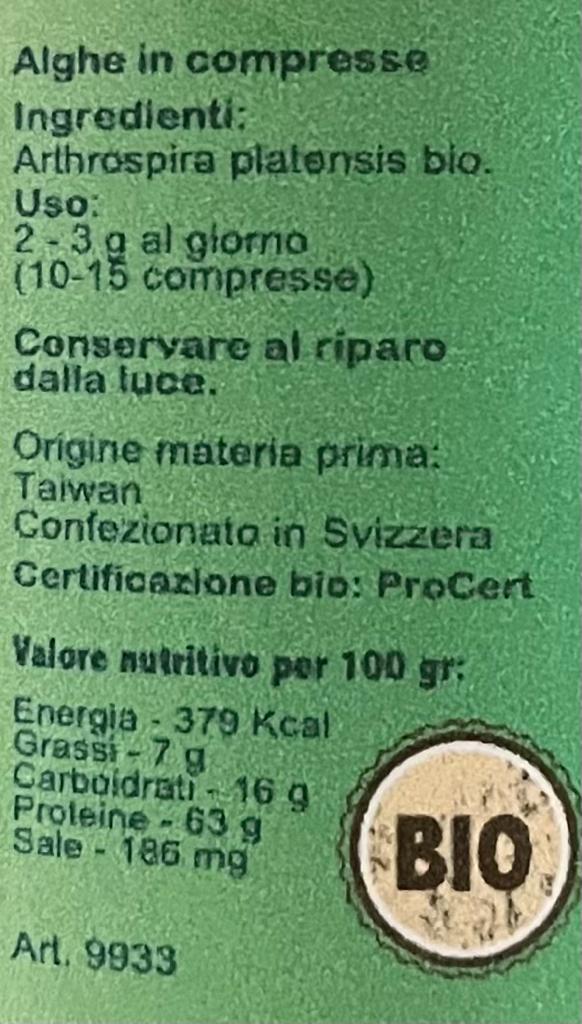 Alghe in compresse
Ingredienti:
Arthrospira platensis bio.
Uso:
2 - 3 g al giorno
(10-15 compresse)
Conservare al riparo
dalla luce.
Origine materia prima:
Taiwan
Confezionato in Svizzera
Certificazione bio: ProCert
Valore nutritivo per 100 gr:
Energia - 379 Kcal
Grassi - 7 g
Carboidrati - 16 g
Proteine - 63 g
Sale - 186 mg
BIO
Art. 9933